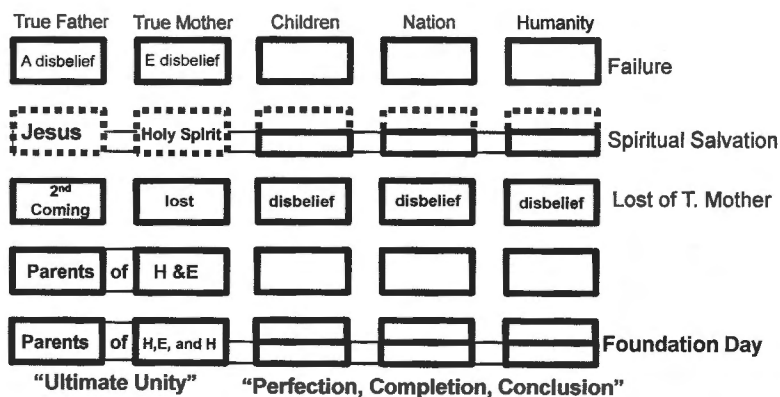 True Father True Mother Children Nation Humanity
A disbelief E disbelief Failure
Jesus Holy Spirit Spiritual Salvation
2nd Coming lost disbelief disbelief disbelief Lost of T. Mother
Parents of H &E
Parents of H,E, and H Foundation Day
“Ultimate Unity” “Perfection, Completion, Conclusion”